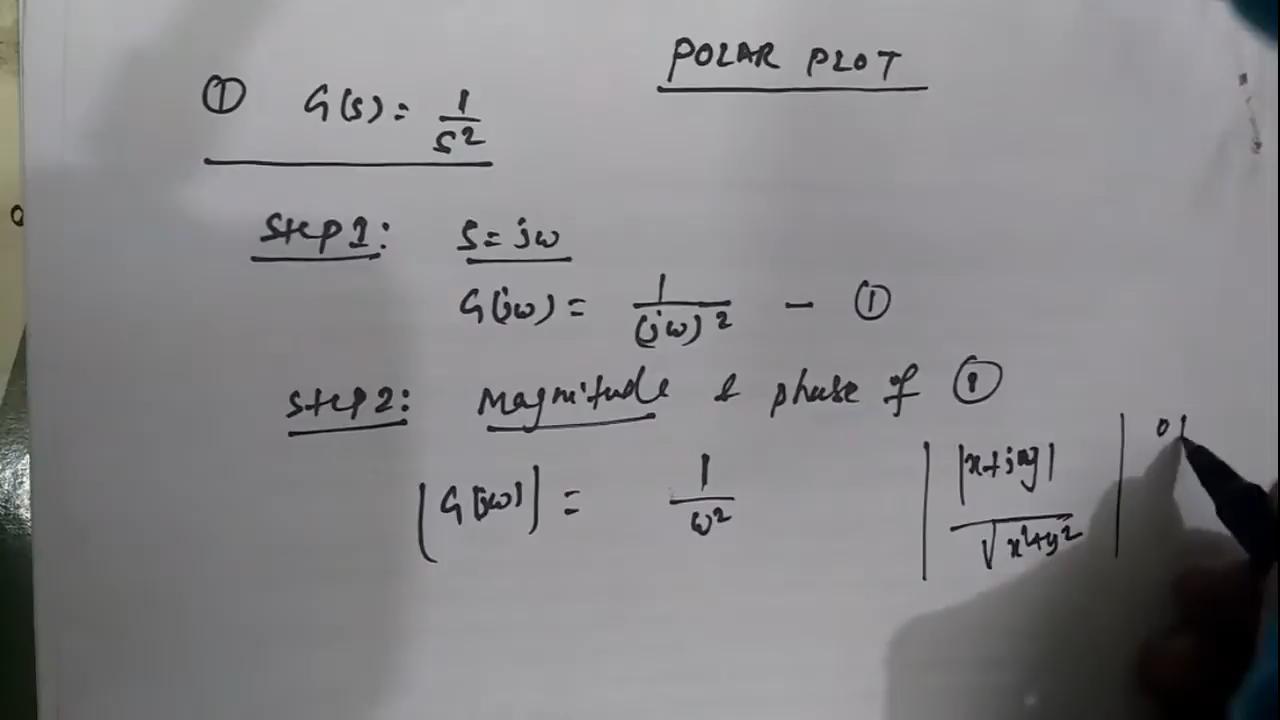 POLAR PLOT
① G(s) = 1/s²
Step 1: s = jω
G(jω) = 1/(jω)² - ①
Step 2: Magnitude & phase of ①
|G(jω)| = 1/ω²
|x+jy|
√x²+y²